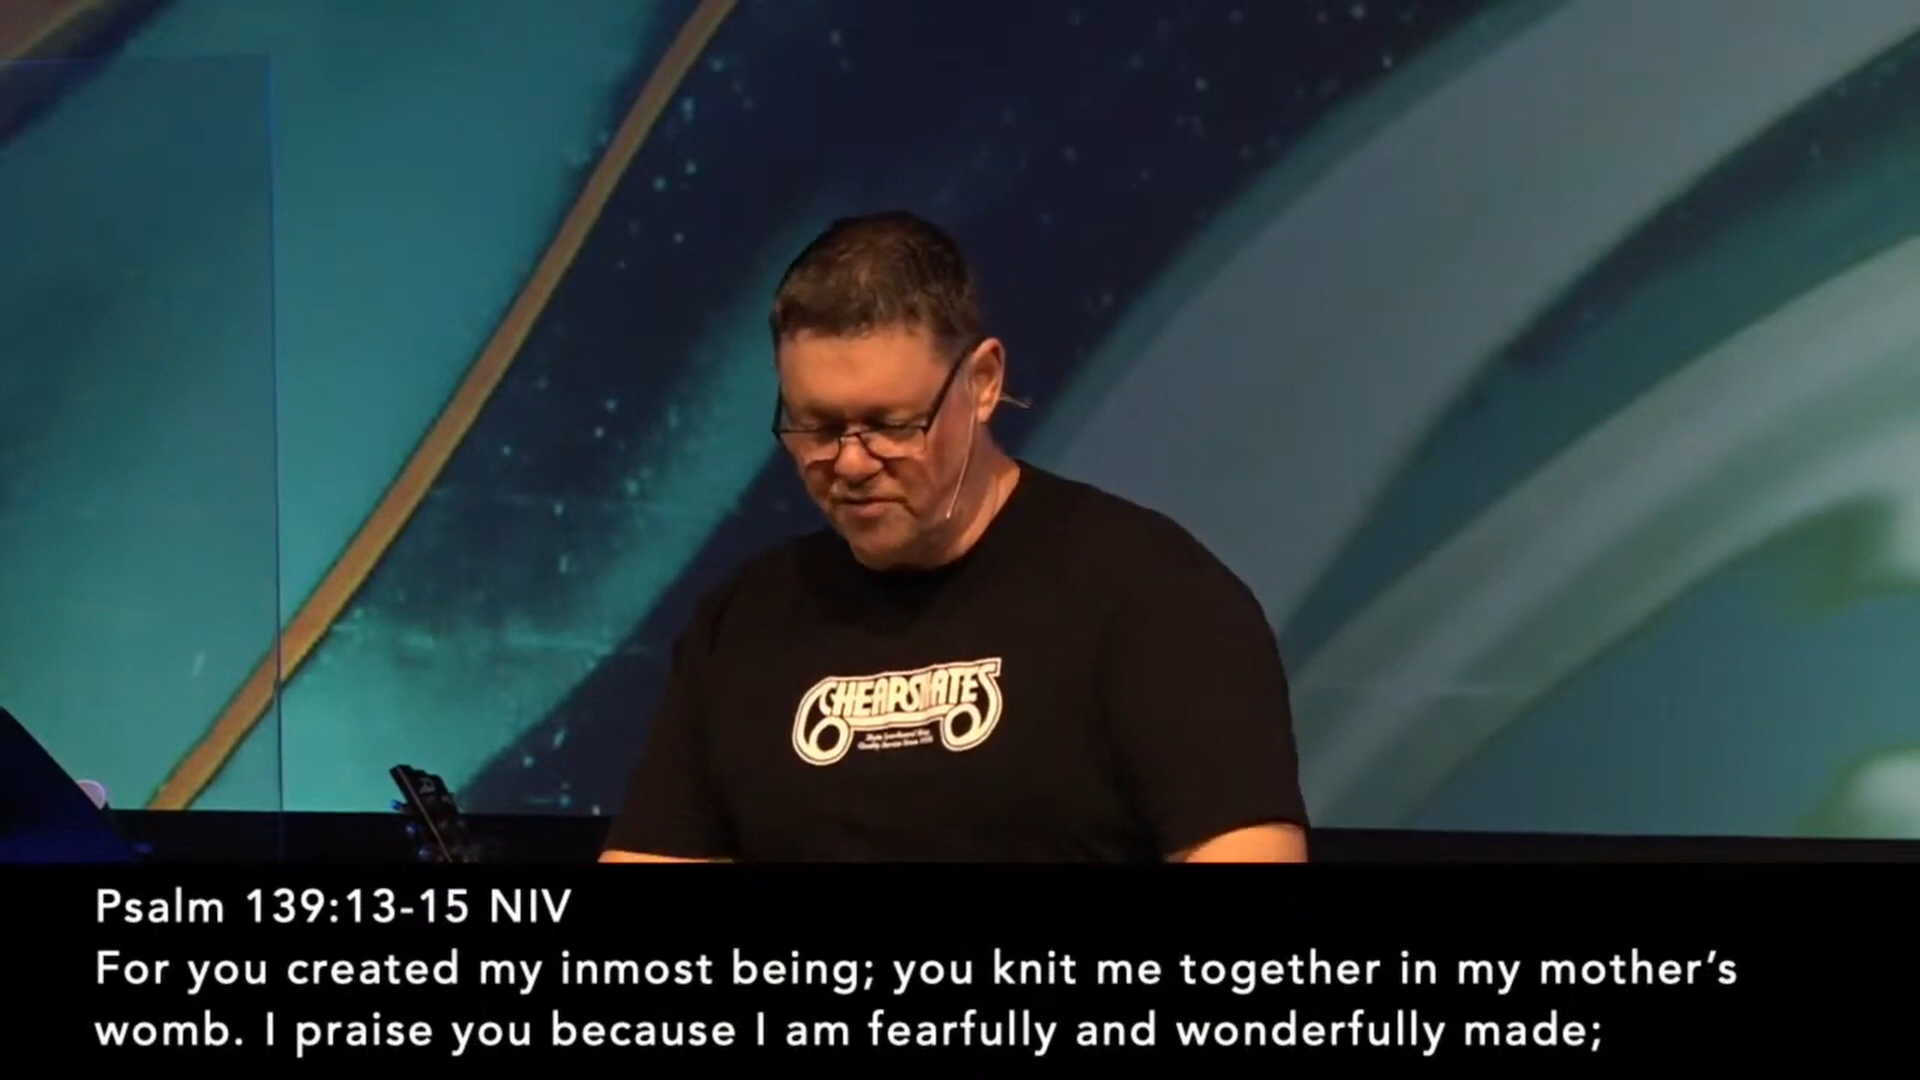 CHEAPSKATES
Psalm 139:13-15 NIV
For you created my inmost being; you knit me together in my mother’s
womb. I praise you because I am fearfully and wonderfully made;